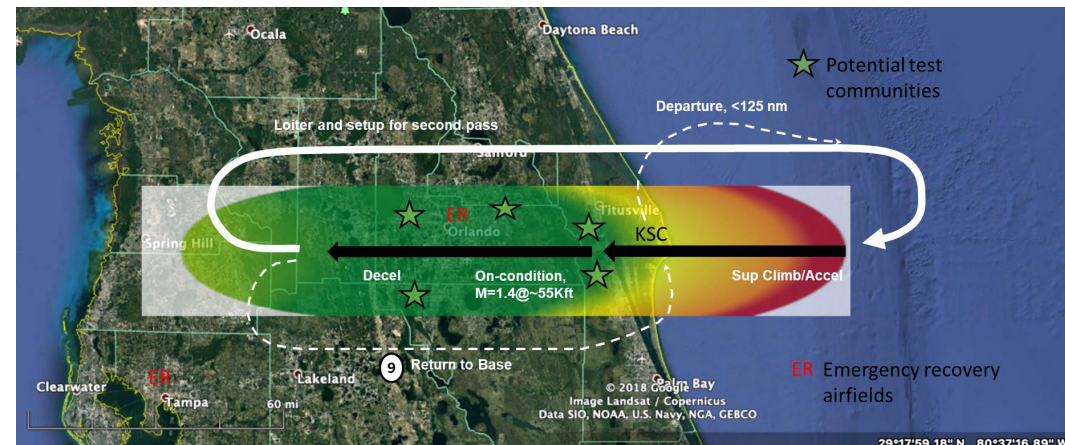 Ocala
Daytona Beach
Potential test
communities
Departure, <125 nm
Loiter and setup for second pass
Sanford
ER
Titusville
Orlando
KSC
Spring Hill
Decel
On-condition,
M=1.4@~55Kft
Sup Climb/Accel
9
Return to Base
ER Emergency recovery
airfields
ER
Lakeland
Clearwater
Tampa
60 mi
Palm Bay
© 2018 Google
Image Landsat / Copernicus
Data SIO, NOAA, U.S. Navy, NGA, GEBCO
29°17'59.18" N 80°37'16.89" W